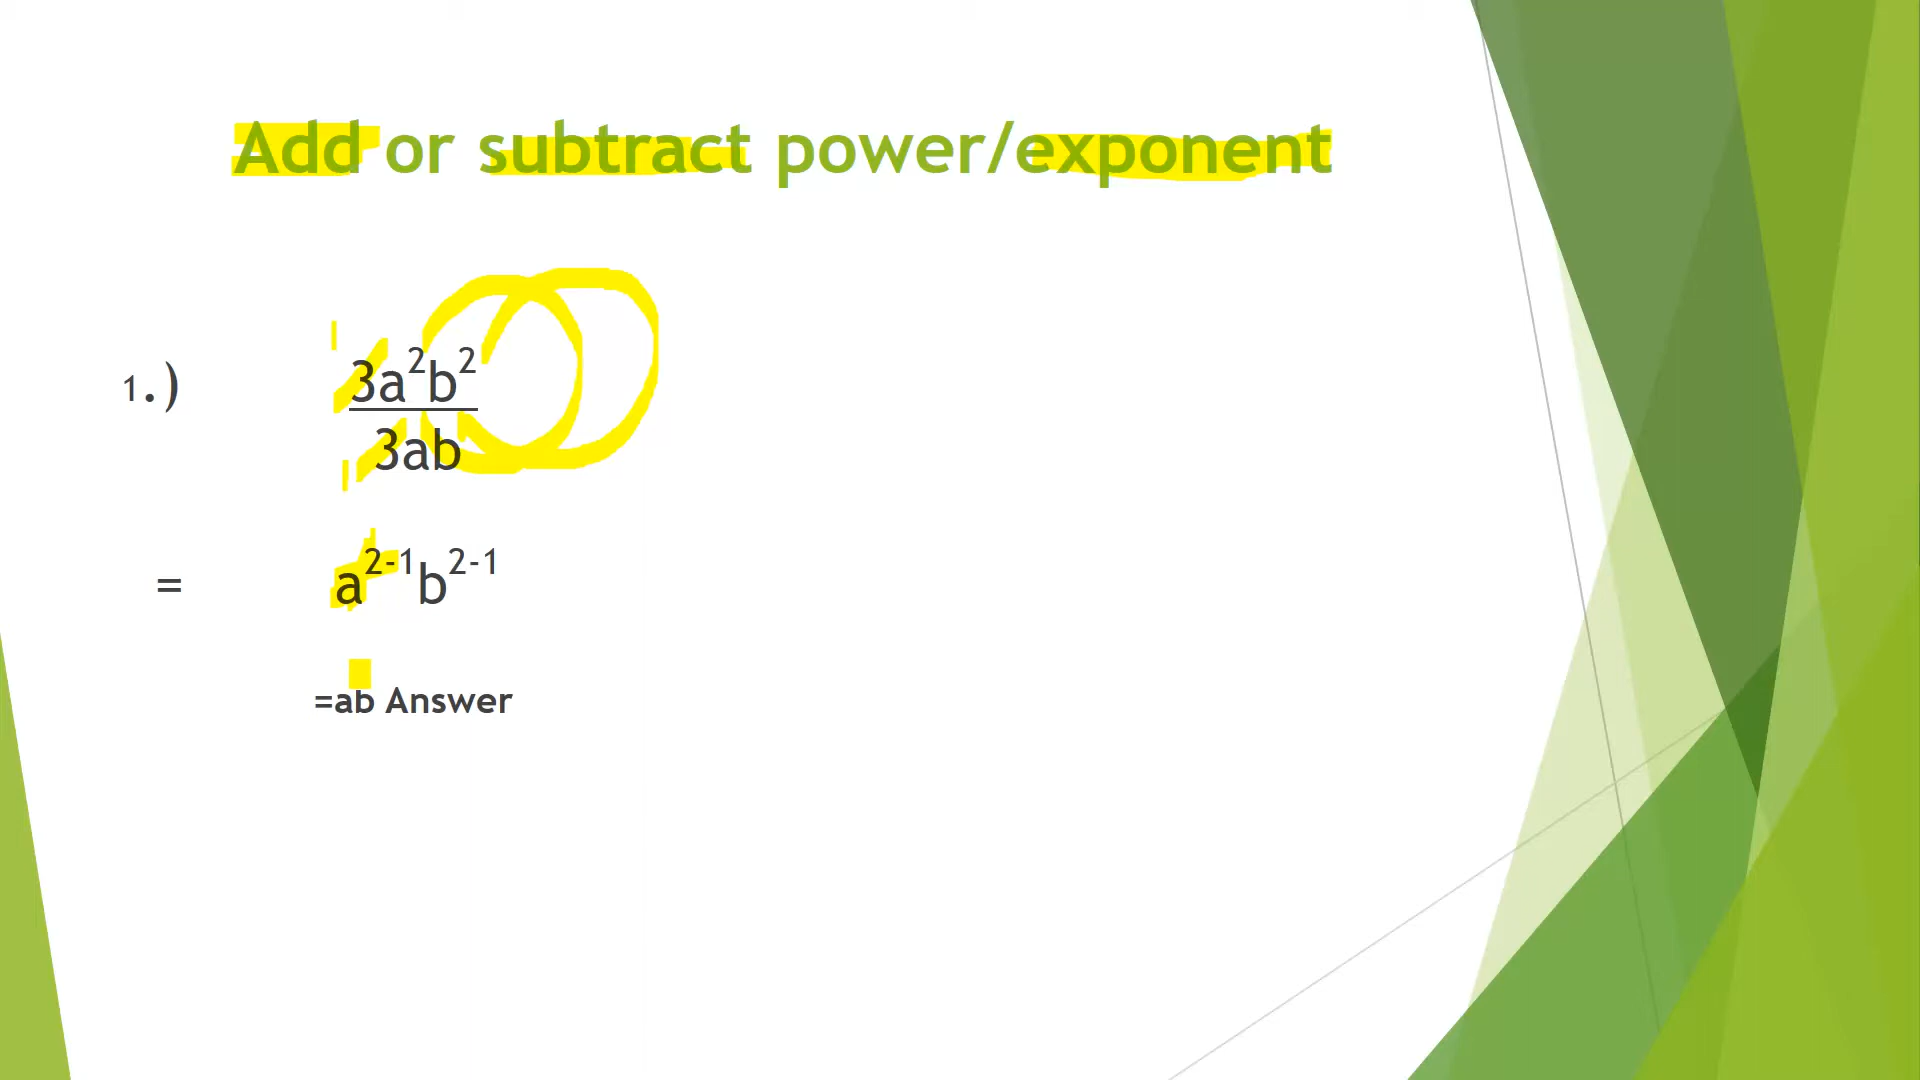 Add or subtract power/exponent
1.) 3a²b²
3ab
= a²⁻¹b²⁻¹
=ab Answer